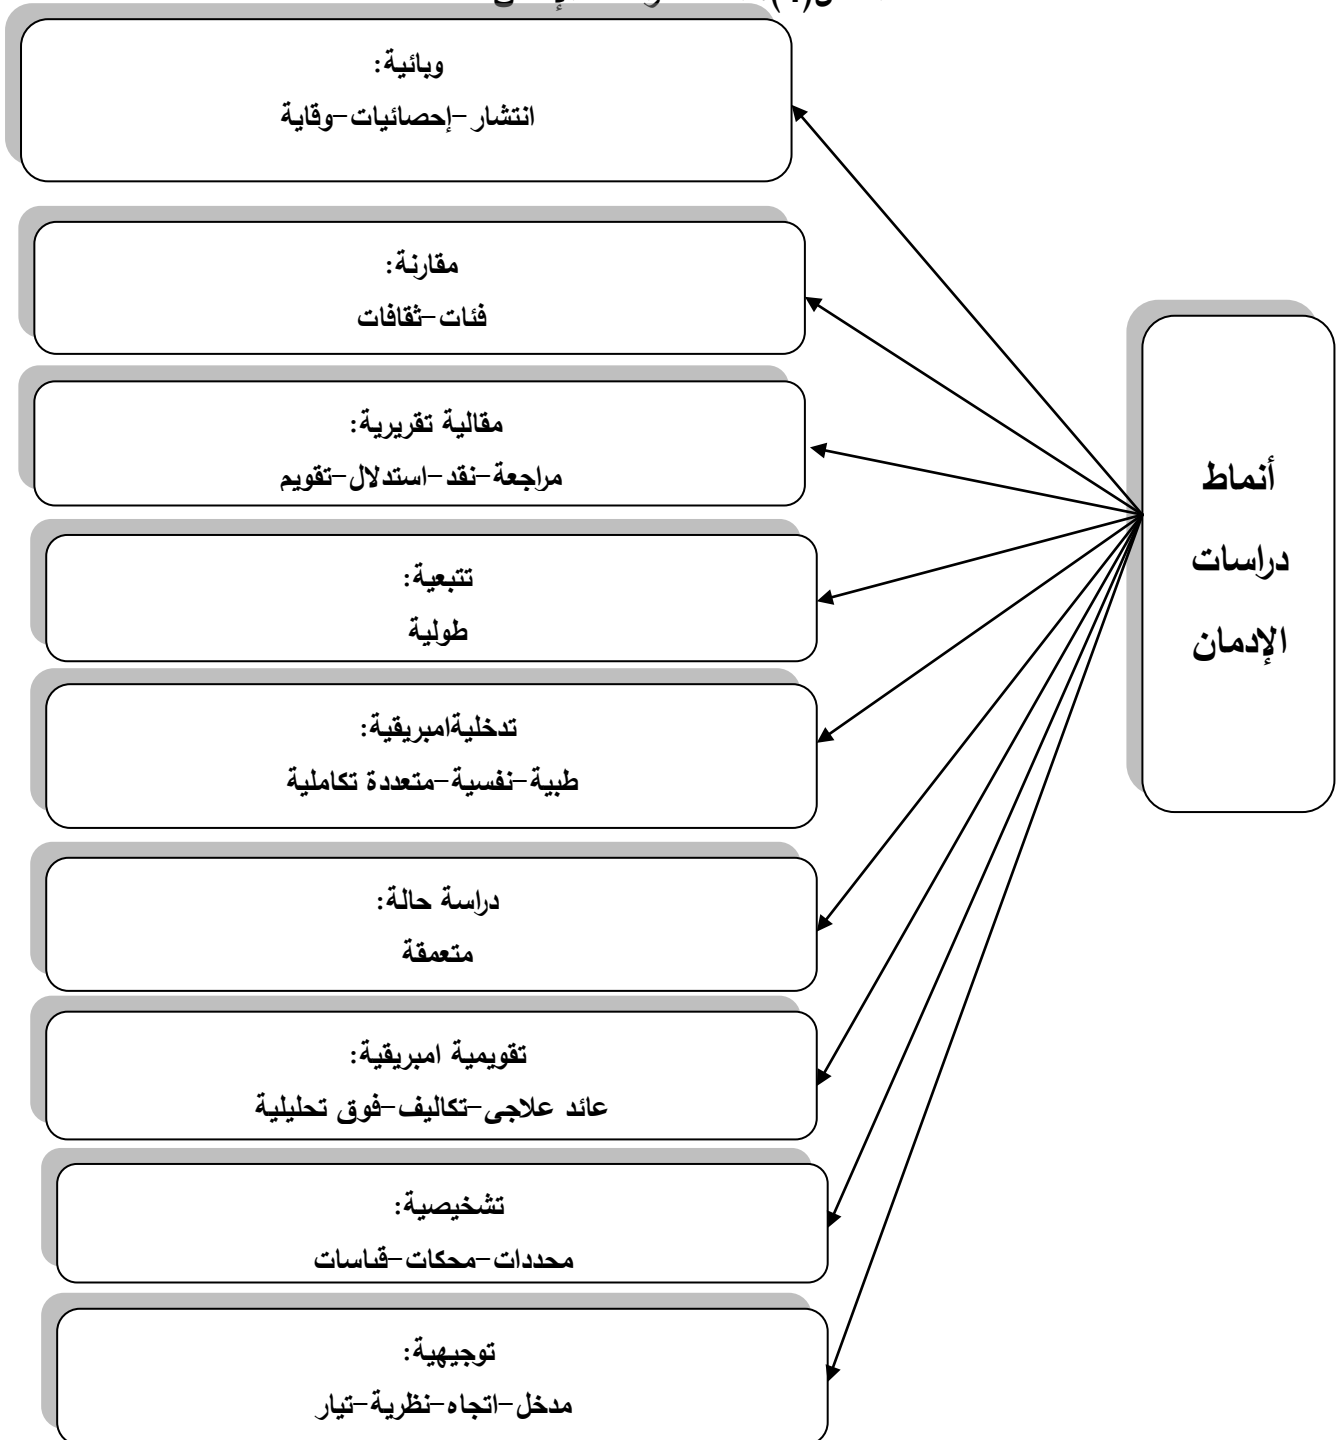 وبائية:
انتشار-إحصائيات-وقاية
مقارنة:
فئات-ثقافات
مقالية تقريرية:
مراجعة-نقد-استدلال-تقويم
تتبعية:
طولية
تدخليةامبريقية:
طبية-نفسية-متعددة تكاملية
دراسة حالة:
متعمقة
تقويمية امبريقية:
عائد علاجى-تكاليف-فوق تحليلية
تشخيصية:
محددات-محكات-قياسات
توجيهية:
مدخل-اتجاه-نظرية-تيار
أنماط
دراسات
الإدمان